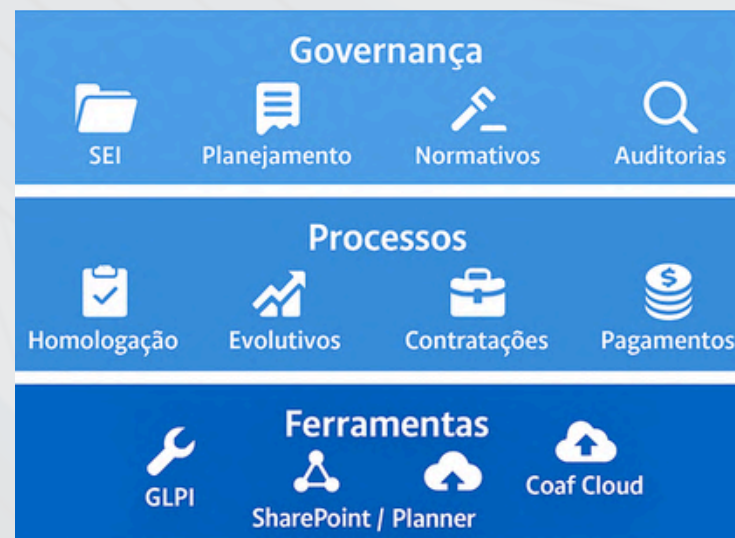 Governança
SEI Planejamento Normativos Auditorias
Processos
$
Homologação Evolutivos Contratações Pagamentos
Ferramentas
GLPI
SharePoint / Planner
Coaf Cloud